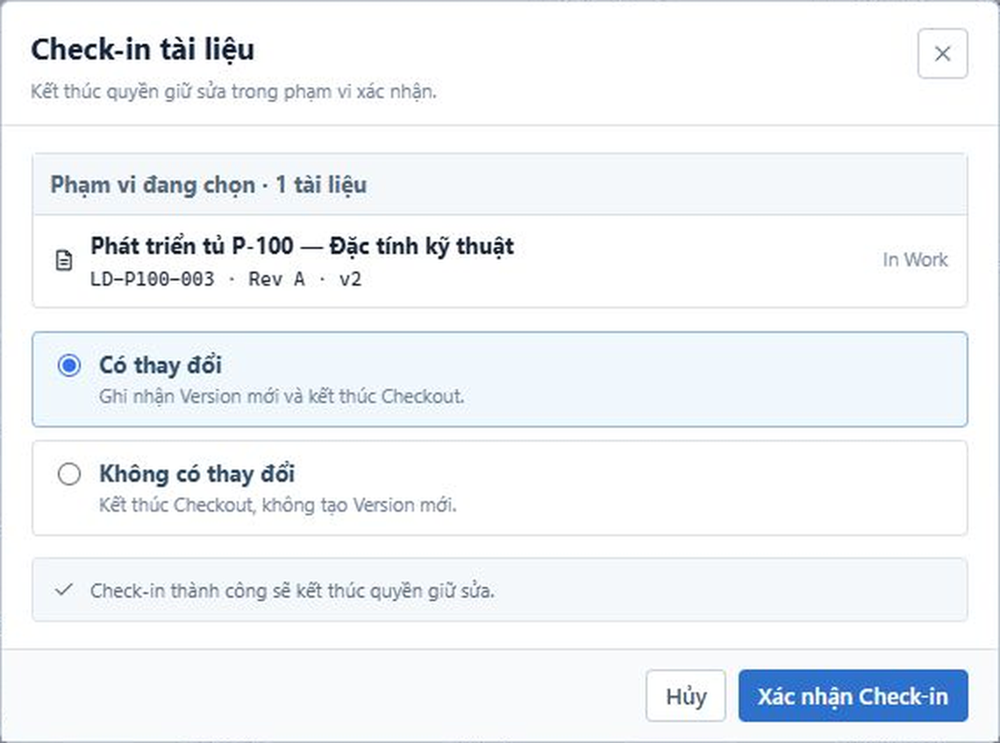 Check-in tài liệu
Kết thúc quyền giữ sửa trong phạm vi xác nhận.
Phạm vi đang chọn · 1 tài liệu
Phát triển tủ P-100 — Đặc tính kỹ thuật
LD-P100-003 · Rev A · v2
In Work
Có thay đổi
Ghi nhận Version mới và kết thúc Checkout.
Không có thay đổi
Kết thúc Checkout, không tạo Version mới.
Check-in thành công sẽ kết thúc quyền giữ sửa.
Hủy
Xác nhận Check-in